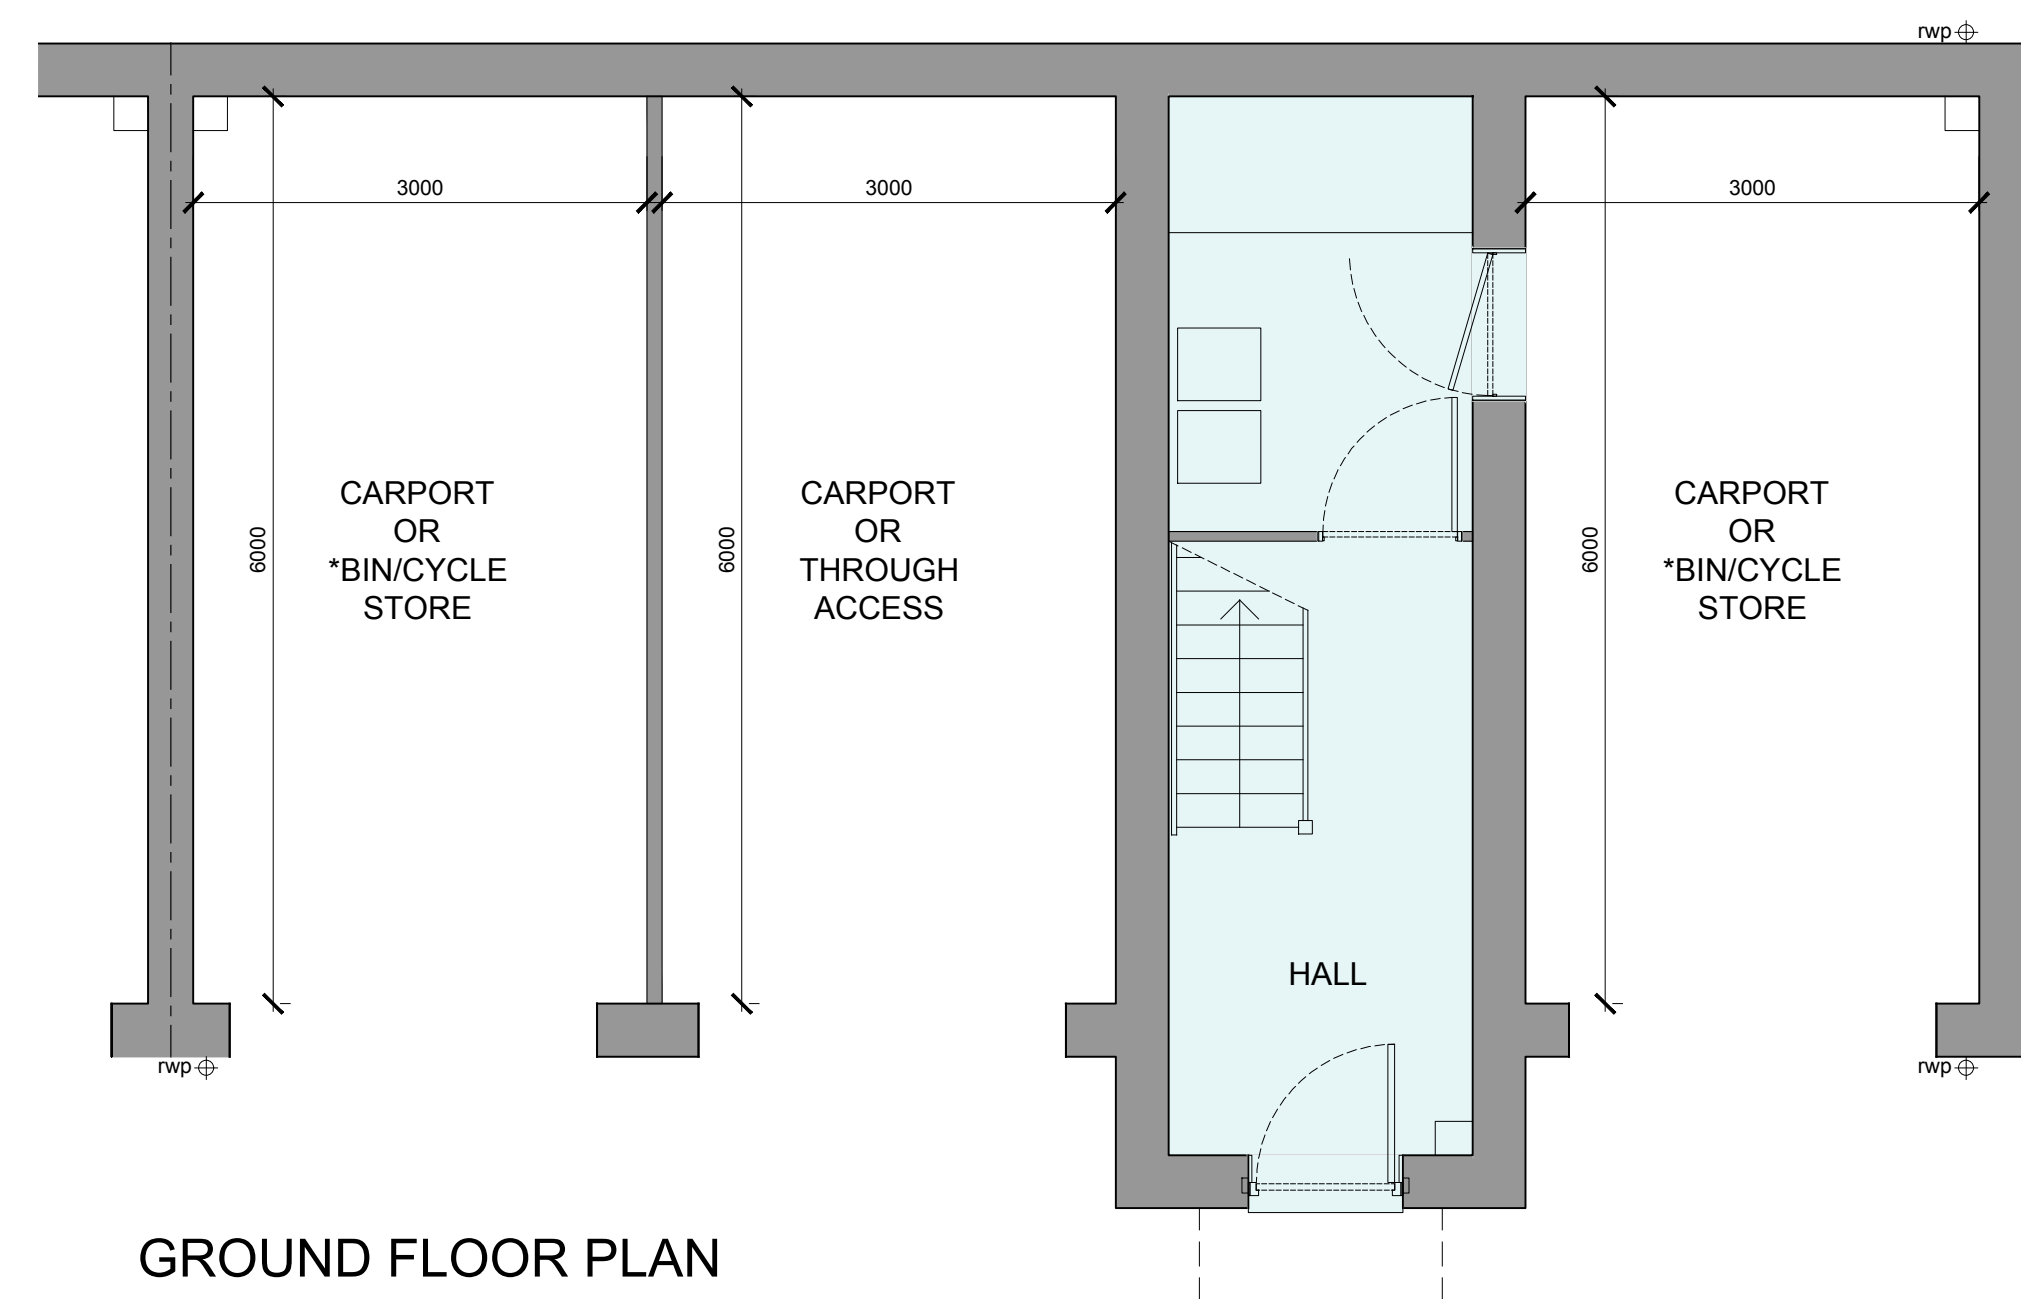 rwp
3000
3000
3000
CARPORT
OR
*BIN/CYCLE
STORE
6000
CARPORT
OR
THROUGH
ACCESS
6000
CARPORT
OR
*BIN/CYCLE
STORE
6000
HALL
rwp
rwp
GROUND FLOOR PLAN